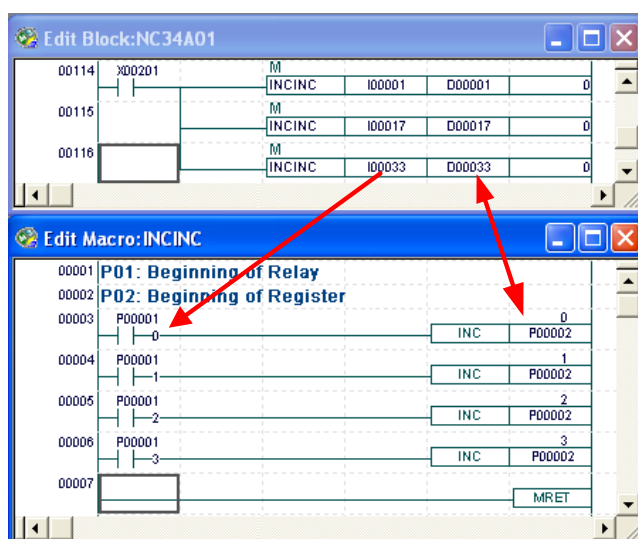 Edit Block:NC34A01
00114 X00201 M
INCINC I00001 D00001 0
00115 M
INCINC I00017 D00017 0
00116 M
INCINC I00033 D00033 0
Edit Macro:INCINC
00001 P01: Beginning of Relay
00002 P02: Beginning of Register
00003 P00001 0
0 INC P00002
00004 P00001 1
1 INC P00002
00005 P00001 2
2 INC P00002
00006 P00001 3
3 INC P00002
00007
MRET